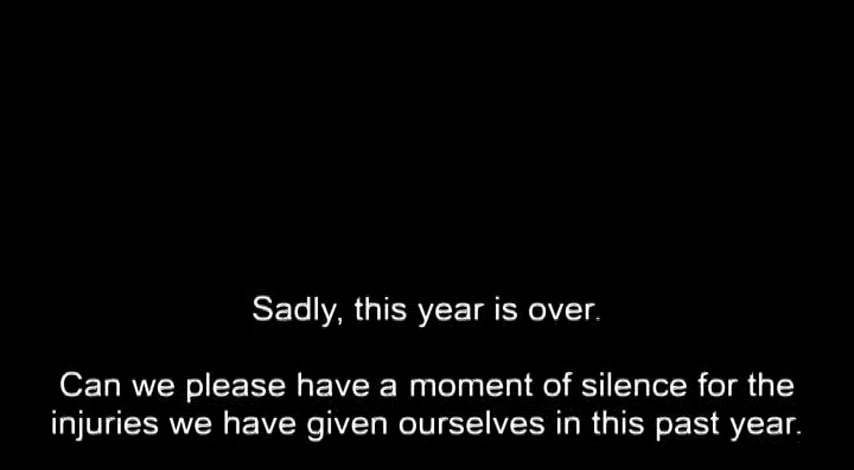 Sadly, this year is over.
Can we please have a moment of silence for the
injuries we have given ourselves in this past year.